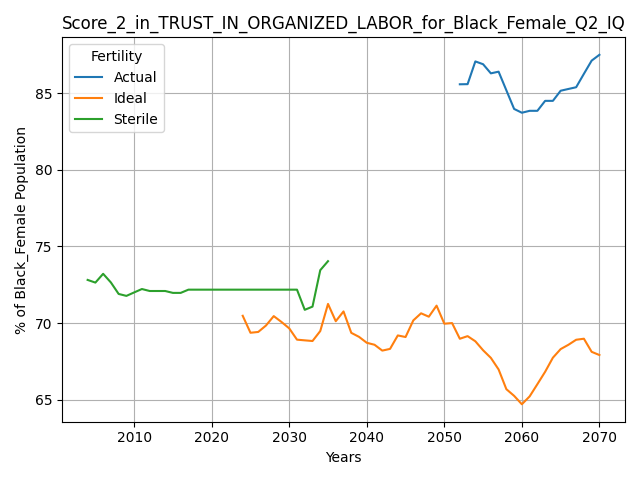 Score_2_in_TRUST_IN_ORGANIZED_LABOR_for_Black_Female_Q2_IQ
Fertility
Actual
Ideal
Sterile
% of Black_Female Population
85
80
75
70
65
2010 2020 2030 2040 2050 2060 2070
Years